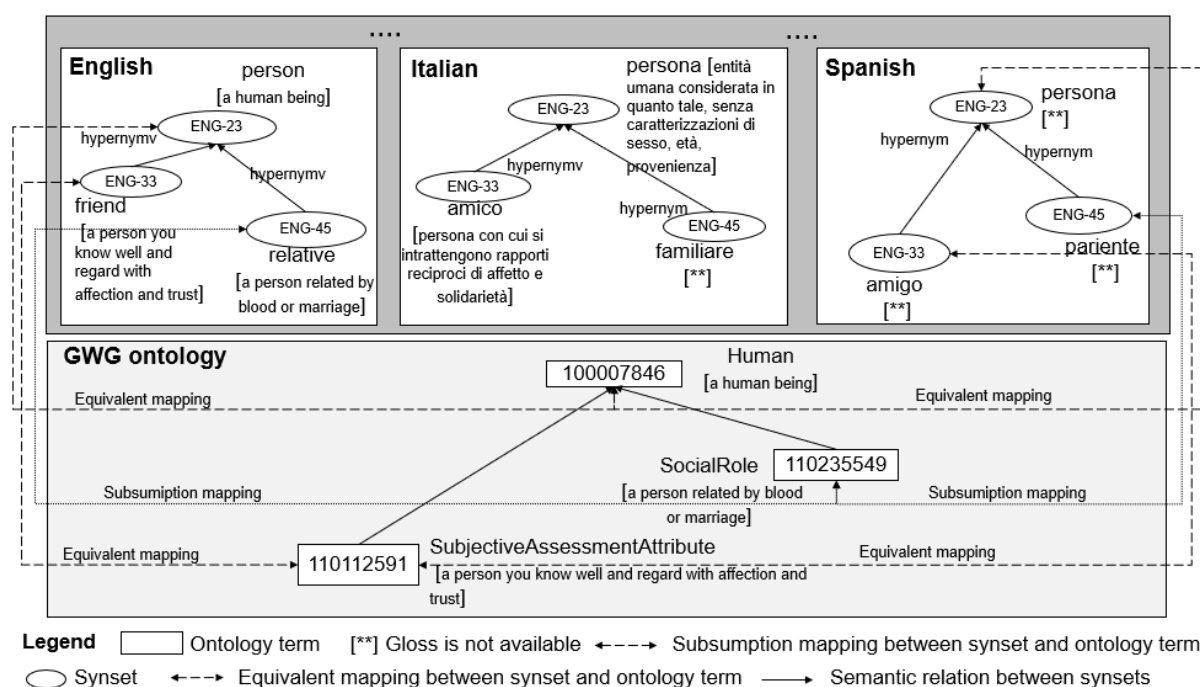 ....
....
English
person
[a human being]
ENG-23
hypernymv
ENG-33
hypernymv
friend
[a person you
know well and
regard with
affection and trust]
ENG-45
relative
[a person related by
blood or marriage]
Italian
persona [entità
umana considerata in
quanto tale, senza
caratterizzazioni di
sesso, età,
provenienza]
ENG-23
hypernymv
ENG-33
amico
hypernym
[persona con cui si
intrattengono rapporti
reciproci di affetto e
solidarietà]
ENG-45
familiare
[**]
Spanish
ENG-23
persona
[**]
hypernym
hypernym
ENG-45
pariente
[**]
ENG-33
amigo
[**]
GWG ontology
Human
100007846
[a human being]
Equivalent mapping
Equivalent mapping
SocialRole
110235549
Subsumption mapping
[a person related by blood
or marriage]
Subsumption mapping
Equivalent mapping
110112591
SubjectiveAssessmentAttribute
[a person you know well and regard with affection and
trust]
Equivalent mapping
Legend
Ontology term
[**] Gloss is not available
Subsumption mapping between synset and ontology term
Synset
Equivalent mapping between synset and ontology term
Semantic relation between synsets